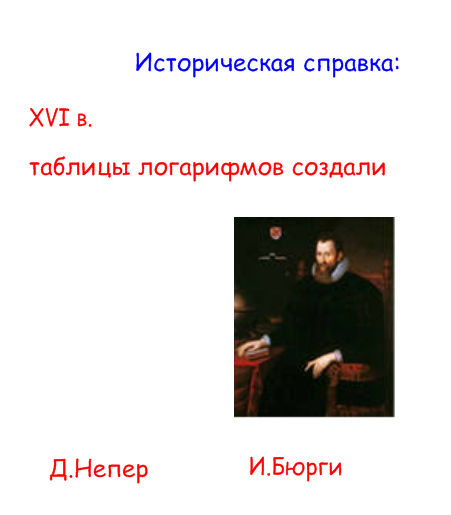 Историческая справка:
XVI в.
таблицы логарифмов создали
Д.Непер
И.Бюрги